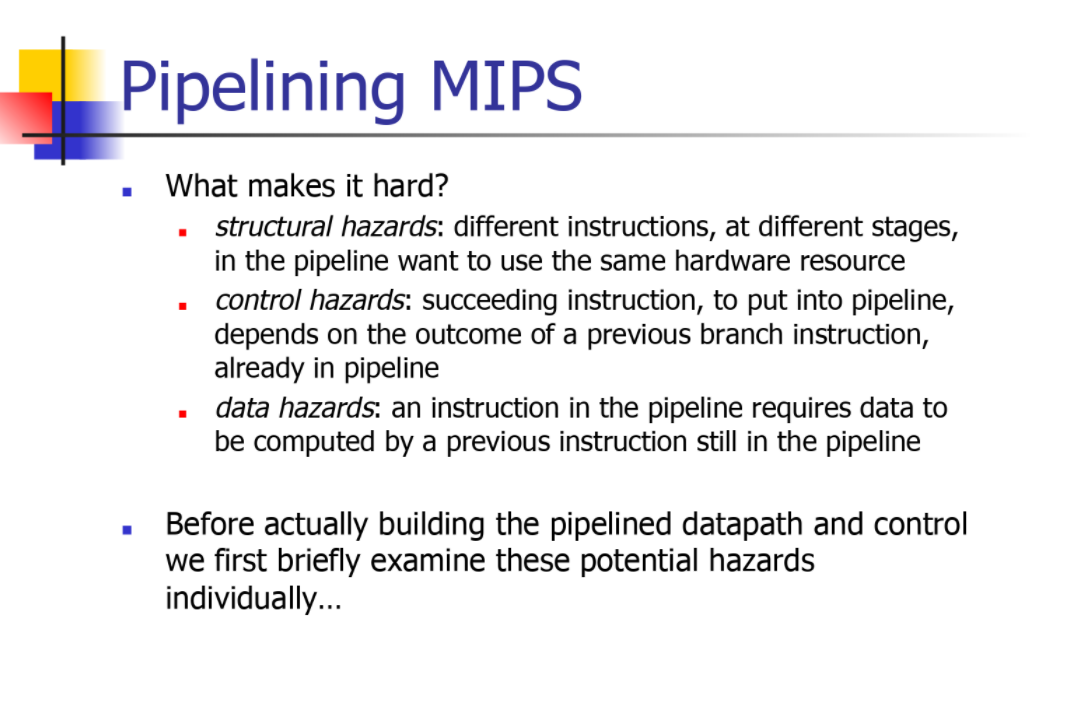 Pipelining MIPS
What makes it hard?
structural hazards: different instructions, at different stages,
in the pipeline want to use the same hardware resource
control hazards: succeeding instruction, to put into pipeline,
depends on the outcome of a previous branch instruction,
already in pipeline
data hazards: an instruction in the pipeline requires data to
be computed by a previous instruction still in the pipeline
Before actually building the pipelined datapath and control
we first briefly examine these potential hazards
individually…